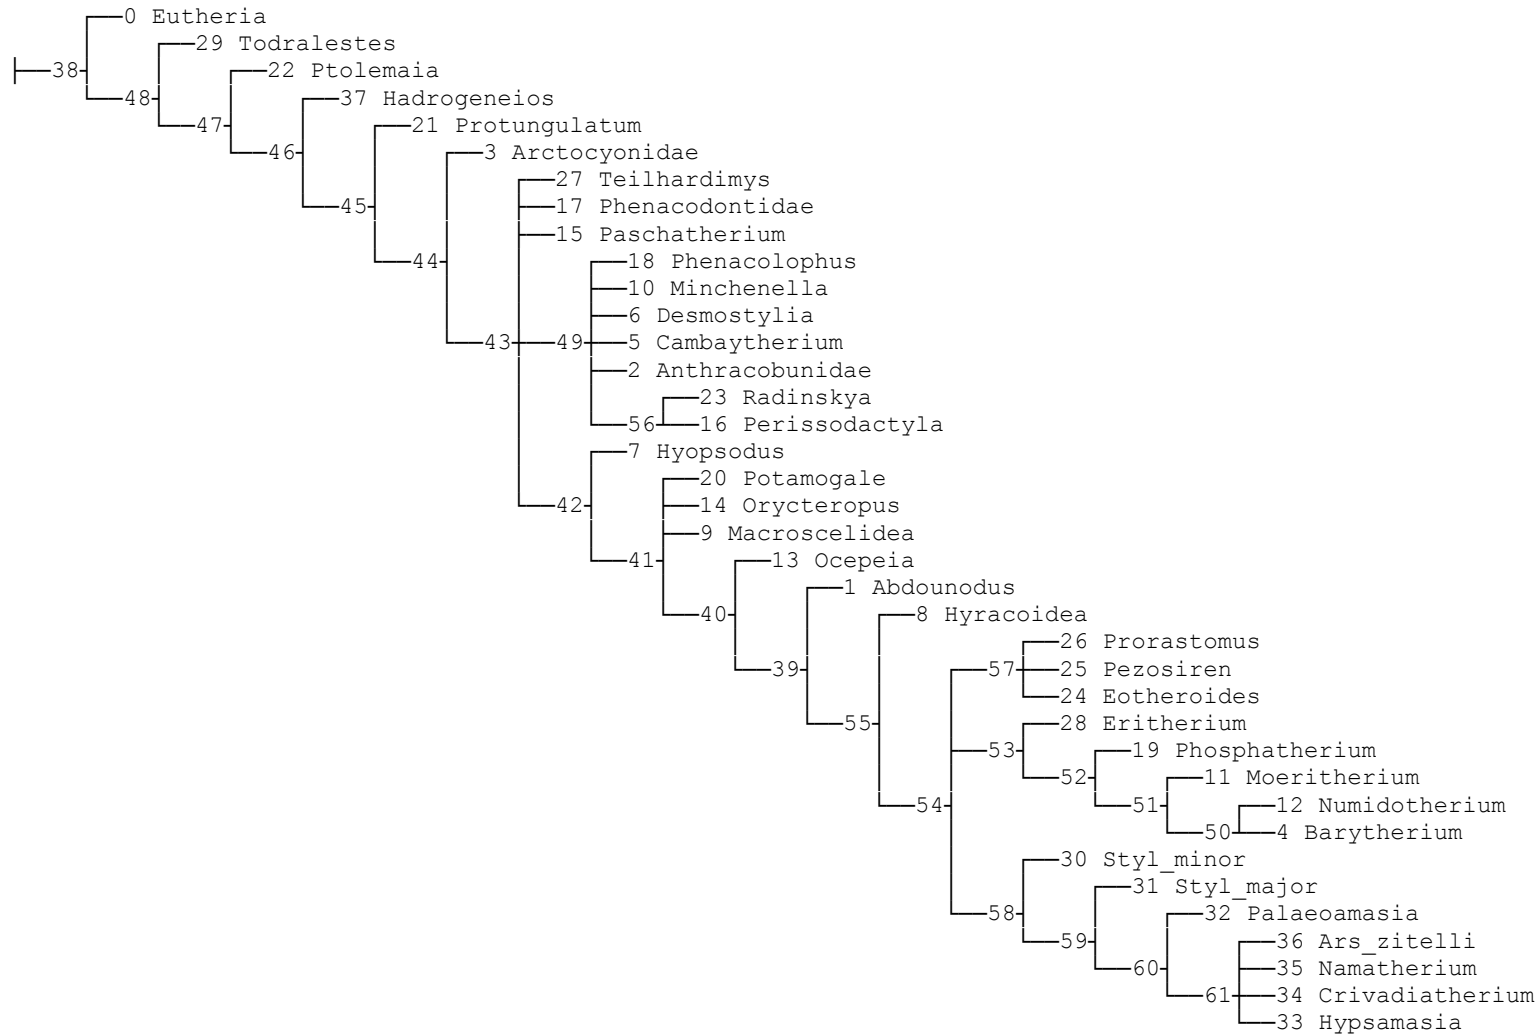 0 Eutheria
29 Todralestes
38 22 Ptolemaia
48 37 Hadrogeneios
47 21 Protungulatum
46 3 Arctocyonidae
27 Teilhardimys
45 17 Phenacodontidae
15 Paschatherium
44 18 Phenacolophus
10 Minchenella
6 Desmostylia
43 49 5 Cambaytherium
2 Anthracobunidae
23 Radinskya
56 16 Perissodactyla
7 Hyopsodus
20 Potamogale
42 14 Orycteropus
9 Macroscelidea
41 13 Ocepeia
1 Abdounodus
40 8 Hyracoidea
26 Prorastomus
39 57 25 Pezosiren
24 Eotheroides
55 28 Eritherium
53 19 Phosphatherium
52 11 Moeritherium
54 51 12 Numidotherium
50 4 Barytherium
30 Styl_minor
31 Styl_major
58 32 Palaeoamasia
59 36 Ars_zitelli
60 35 Namatherium
61 34 Crivadiatherium
33 Hypsamasia